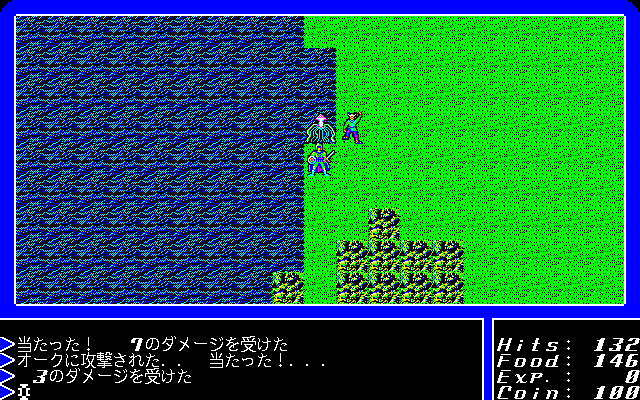 当たった！　7のダメージを受けた
オークに攻撃された．．　当たった！．．．
3のダメージを受けた
Hits: 132
Food: 146
Exp.: 0
Coin: 100